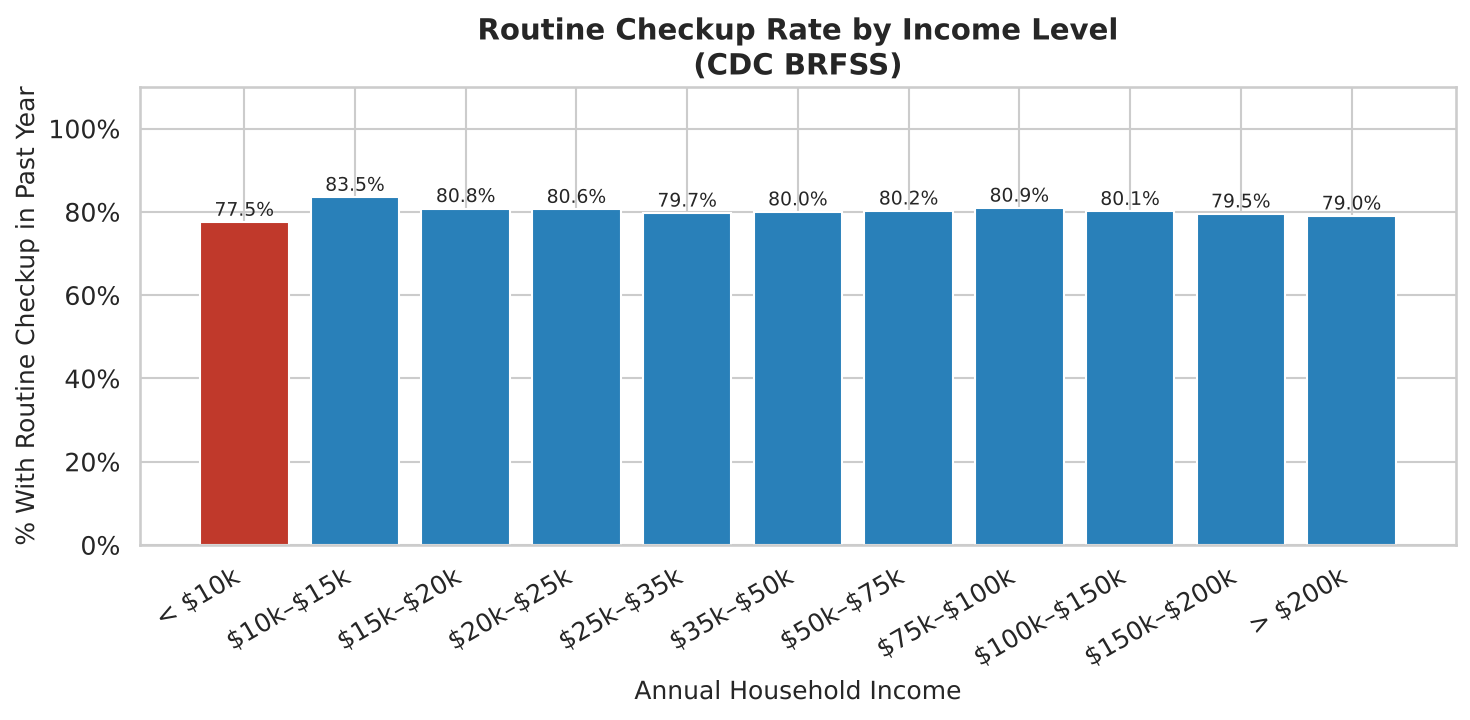 Routine Checkup Rate by Income Level
(CDC BRFSS)
% With Routine Checkup in Past Year
100%
80%
60%
40%
20%
0%
77.5%
83.5%
80.8%
80.6%
79.7%
80.0%
80.2%
80.9%
80.1%
79.5%
79.0%
< $10k
$10k–$15k
$15k–$20k
$20k–$25k
$25k–$35k
$35k–$50k
$50k–$75k
$75k–$100k
$100k–$150k
$150k–$200k
> $200k
Annual Household Income